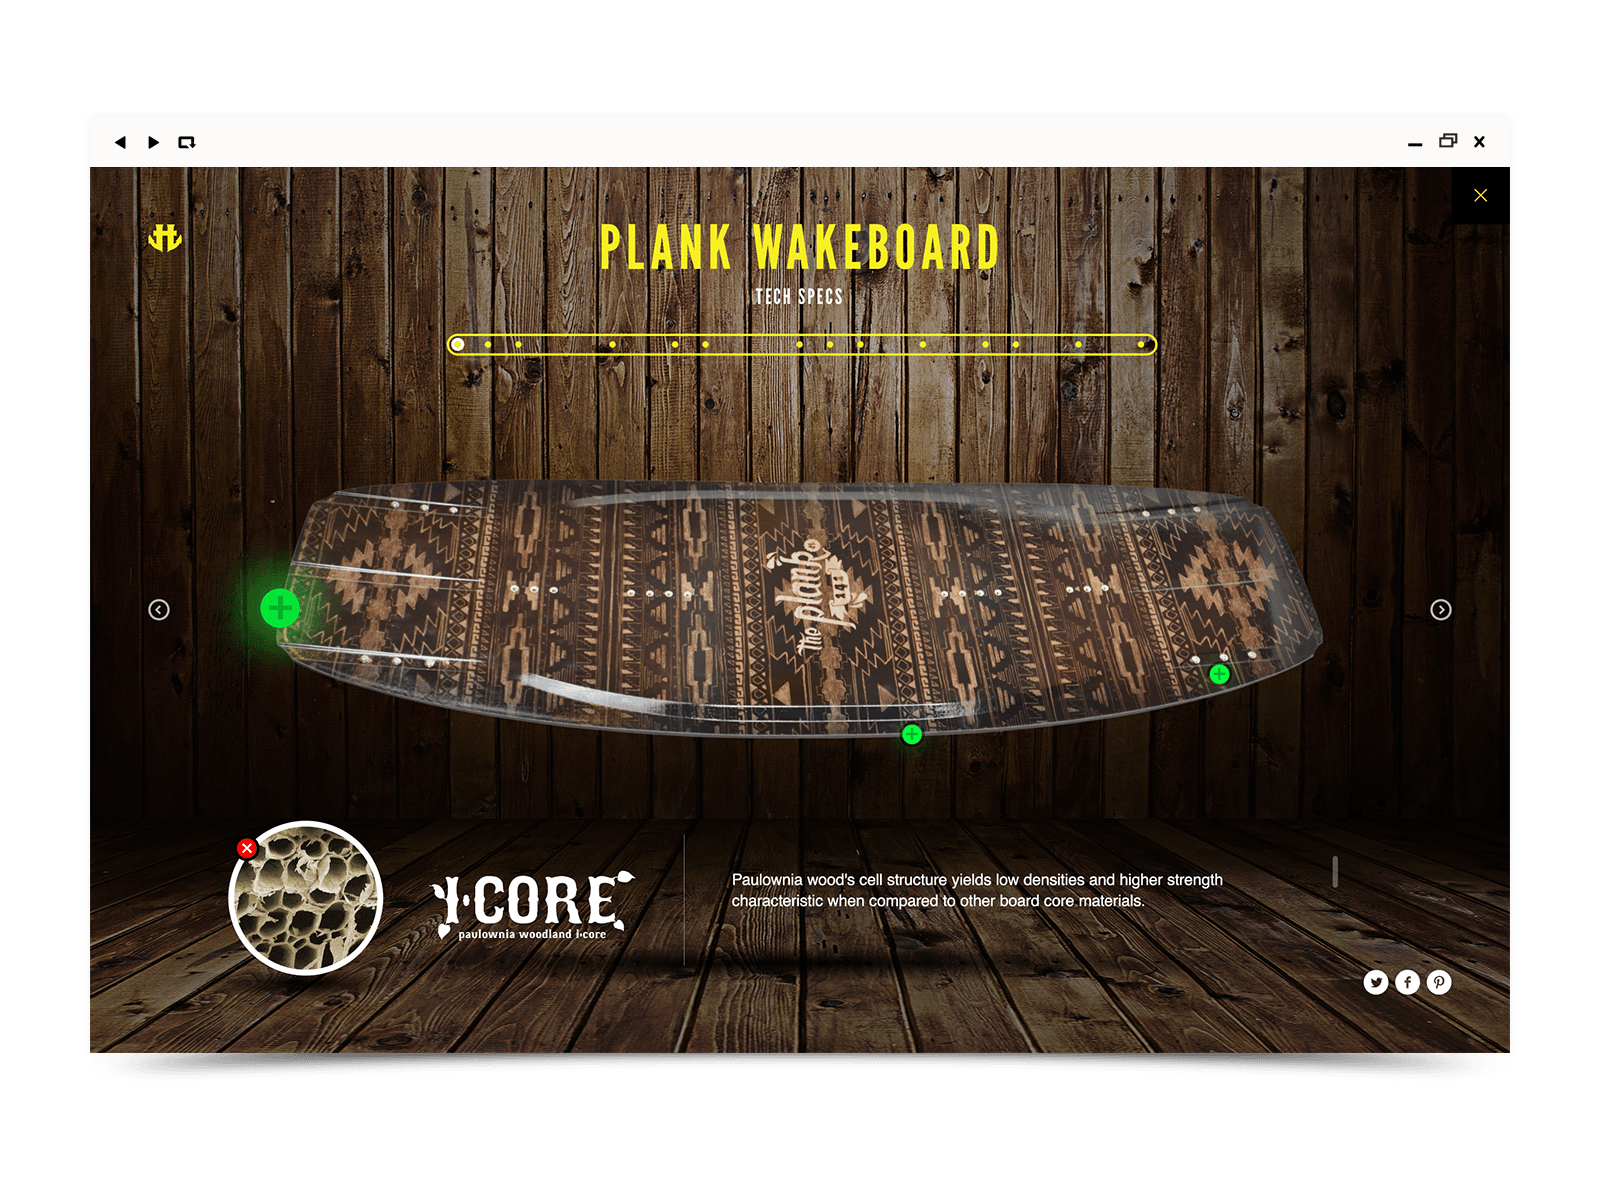 PLANK WAKEBOARD
TECH SPECS
the plank
I·CORE
paulownia woodland i·core
Paulownia wood's cell structure yields low densities and higher strength
characteristic when compared to other board core materials.